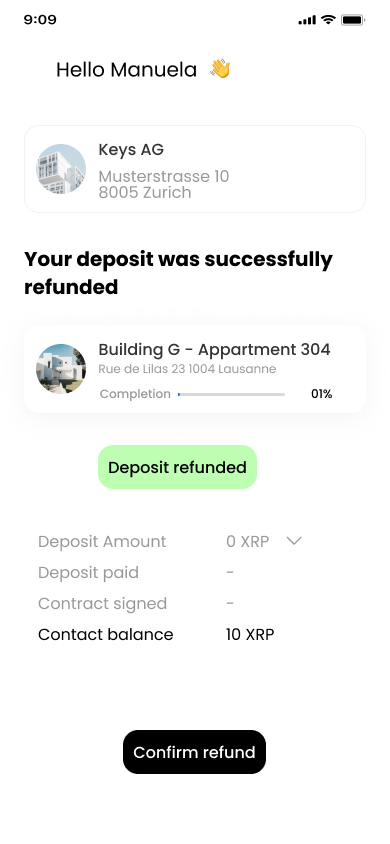 9:09
Hello Manuela 👋
Keys AG
Musterstrasse 10
8005 Zurich
Your deposit was successfully
refunded
Building G - Appartment 304
Rue de Lilas 23 1004 Lausanne
Completion 01%
Deposit refunded
Deposit Amount 0 XRP
Deposit paid -
Contract signed -
Contact balance 10 XRP
Confirm refund